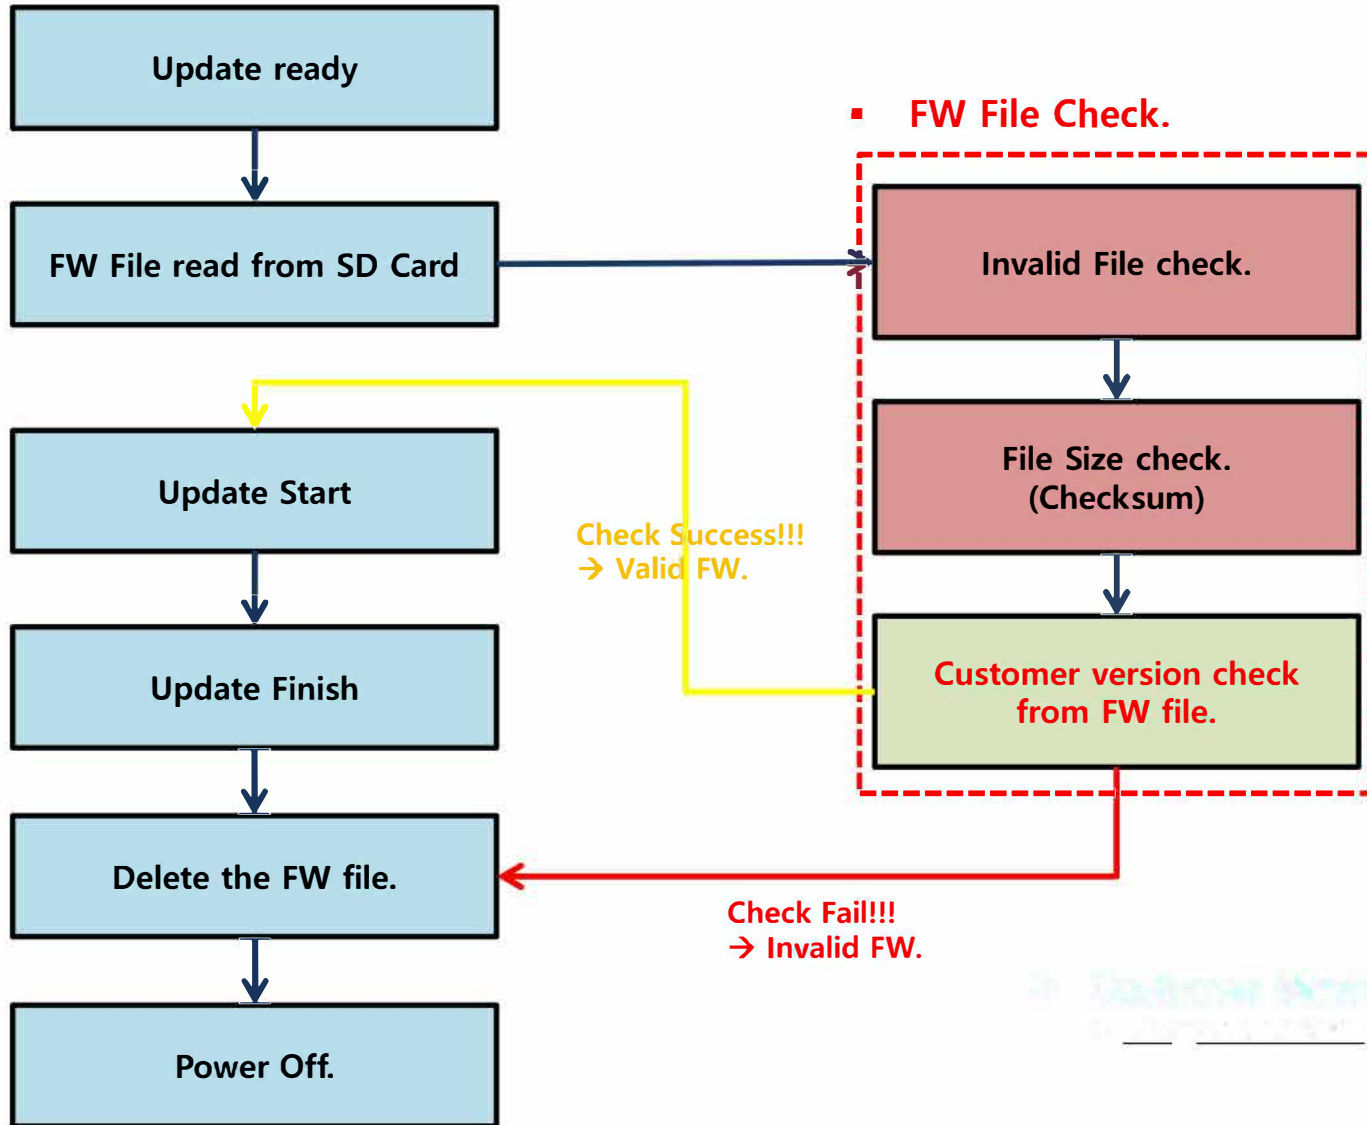 Update ready
▪ FW File Check.
FW File read from SD Card
Invalid File check.
File Size check.
(Checksum)
Update Start
Check Success!!!
→ Valid FW.
Customer version check
from FW file.
Update Finish
Delete the FW file.
Check Fail!!!
→ Invalid FW.
Power Off.